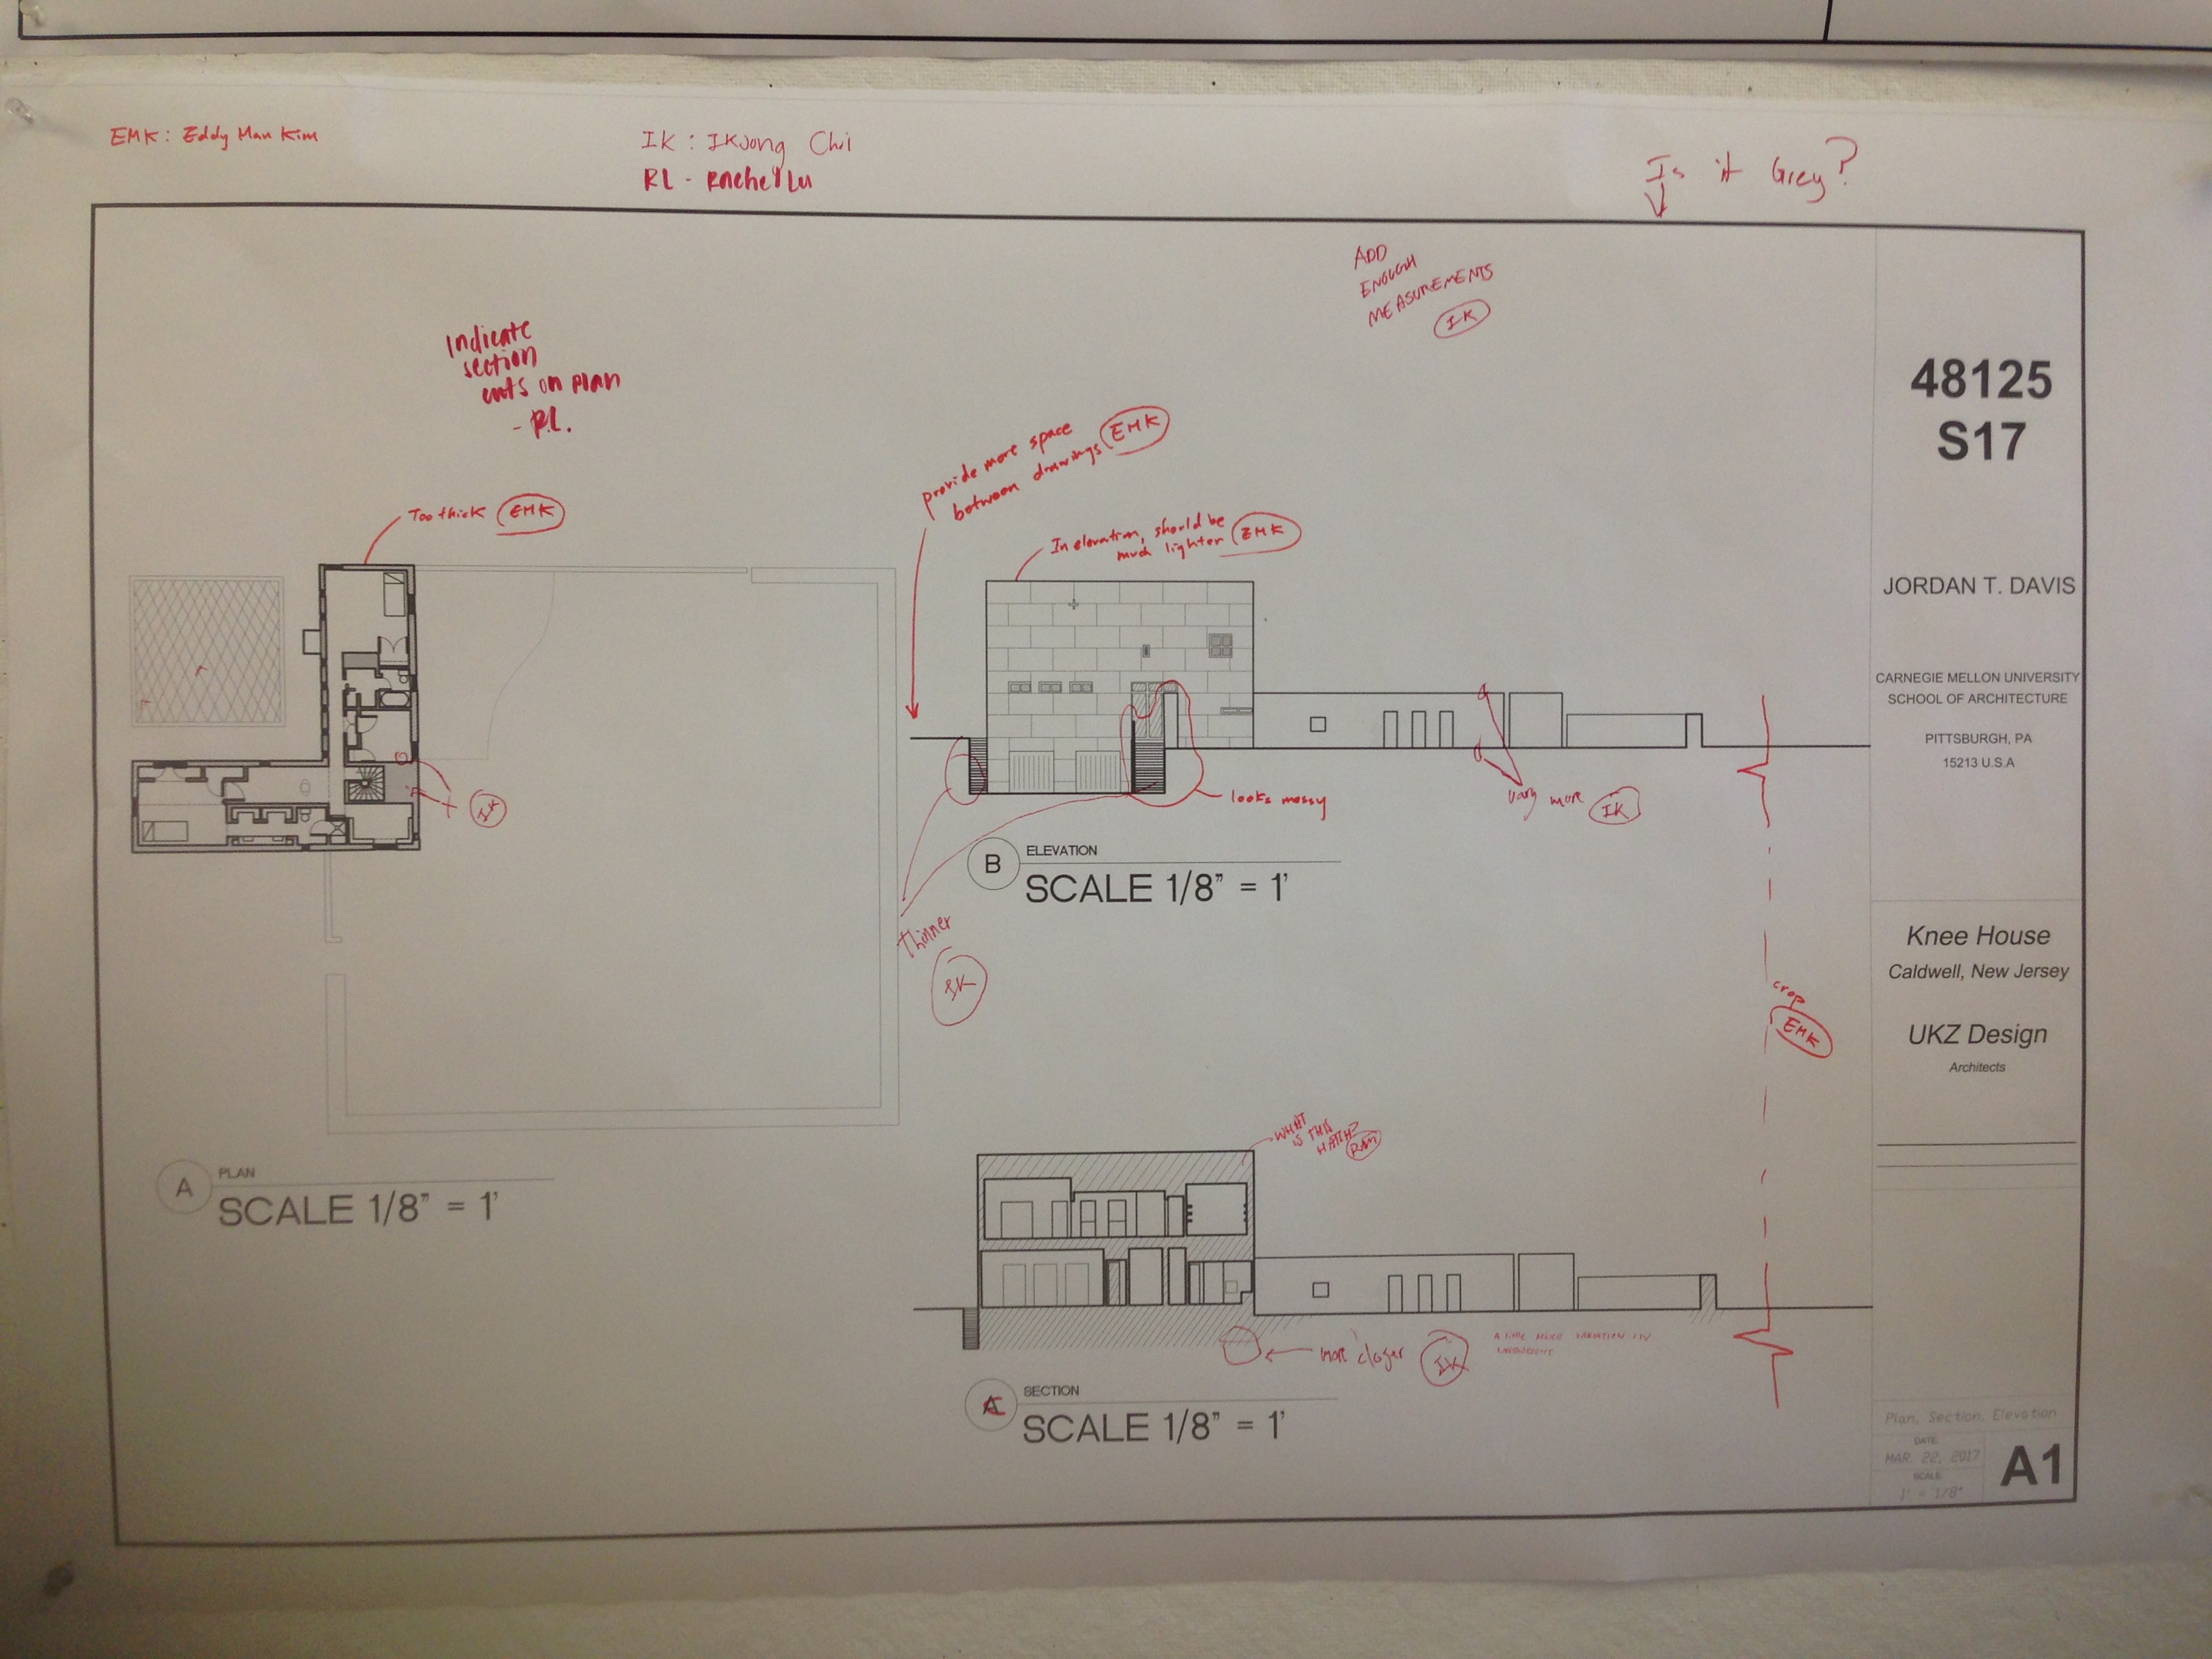 EMK: Eddy Man Kim
IK : IKJong Choi
RL - Rachel Lu
Is it Grey?
ADD
ENOUGH
MEASUREMENTS
IK
Indicate
section
cuts on plan
- R.L.
provide more space
between drawings EMK
Too thick EMK
In elevation, should be
much lighter EMK
looks messy
vary more IK
IK
Thinner
IK
crop
EMK
B
ELEVATION
SCALE 1/8" = 1'
A
PLAN
SCALE 1/8" = 1'
WHAT
IS THIS
HATCH?
more closer IK
A little more variation in
lineweight
C
SECTION
SCALE 1/8" = 1'
48125
S17
JORDAN T. DAVIS
CARNEGIE MELLON UNIVERSITY
SCHOOL OF ARCHITECTURE
PITTSBURGH, PA
15213 U.S.A
Knee House
Caldwell, New Jersey
UKZ Design
Architects
Plan, Section, Elevation
DATE:
MAR. 22, 2017
SCALE:
1' = 1/8"
A1